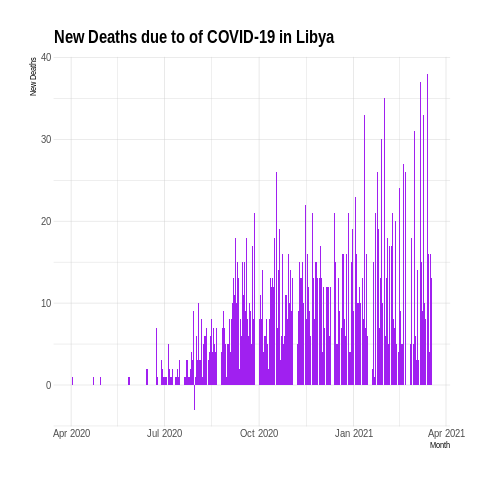 New Deaths due to of COVID-19 in Libya
New Deaths
40
30
20
10
0
Apr 2020
Jul 2020
Oct 2020
Jan 2021
Apr 2021
Month